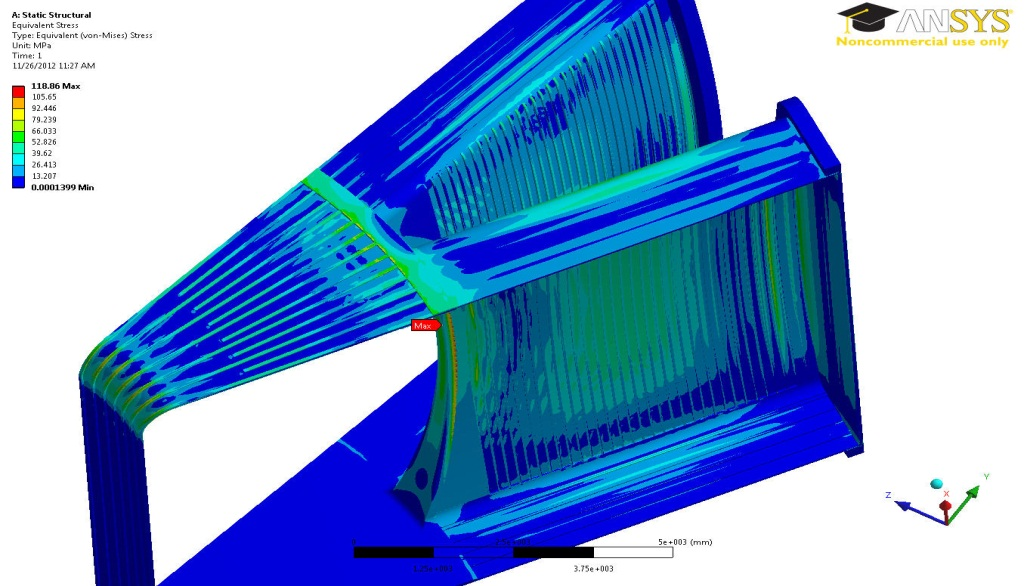 A: Static Structural
Equivalent Stress
Type: Equivalent (von-Mises) Stress
Unit: MPa
Time: 1
11/26/2012 11:27 AM
118.86 Max
105.65
92.446
79.239
66.033
52.826
39.62
26.413
13.207
0.0001399 Min
ANSYS
Noncommercial use only
Max
0
5e+003 (mm)
3.75e+003
Z
X
Y